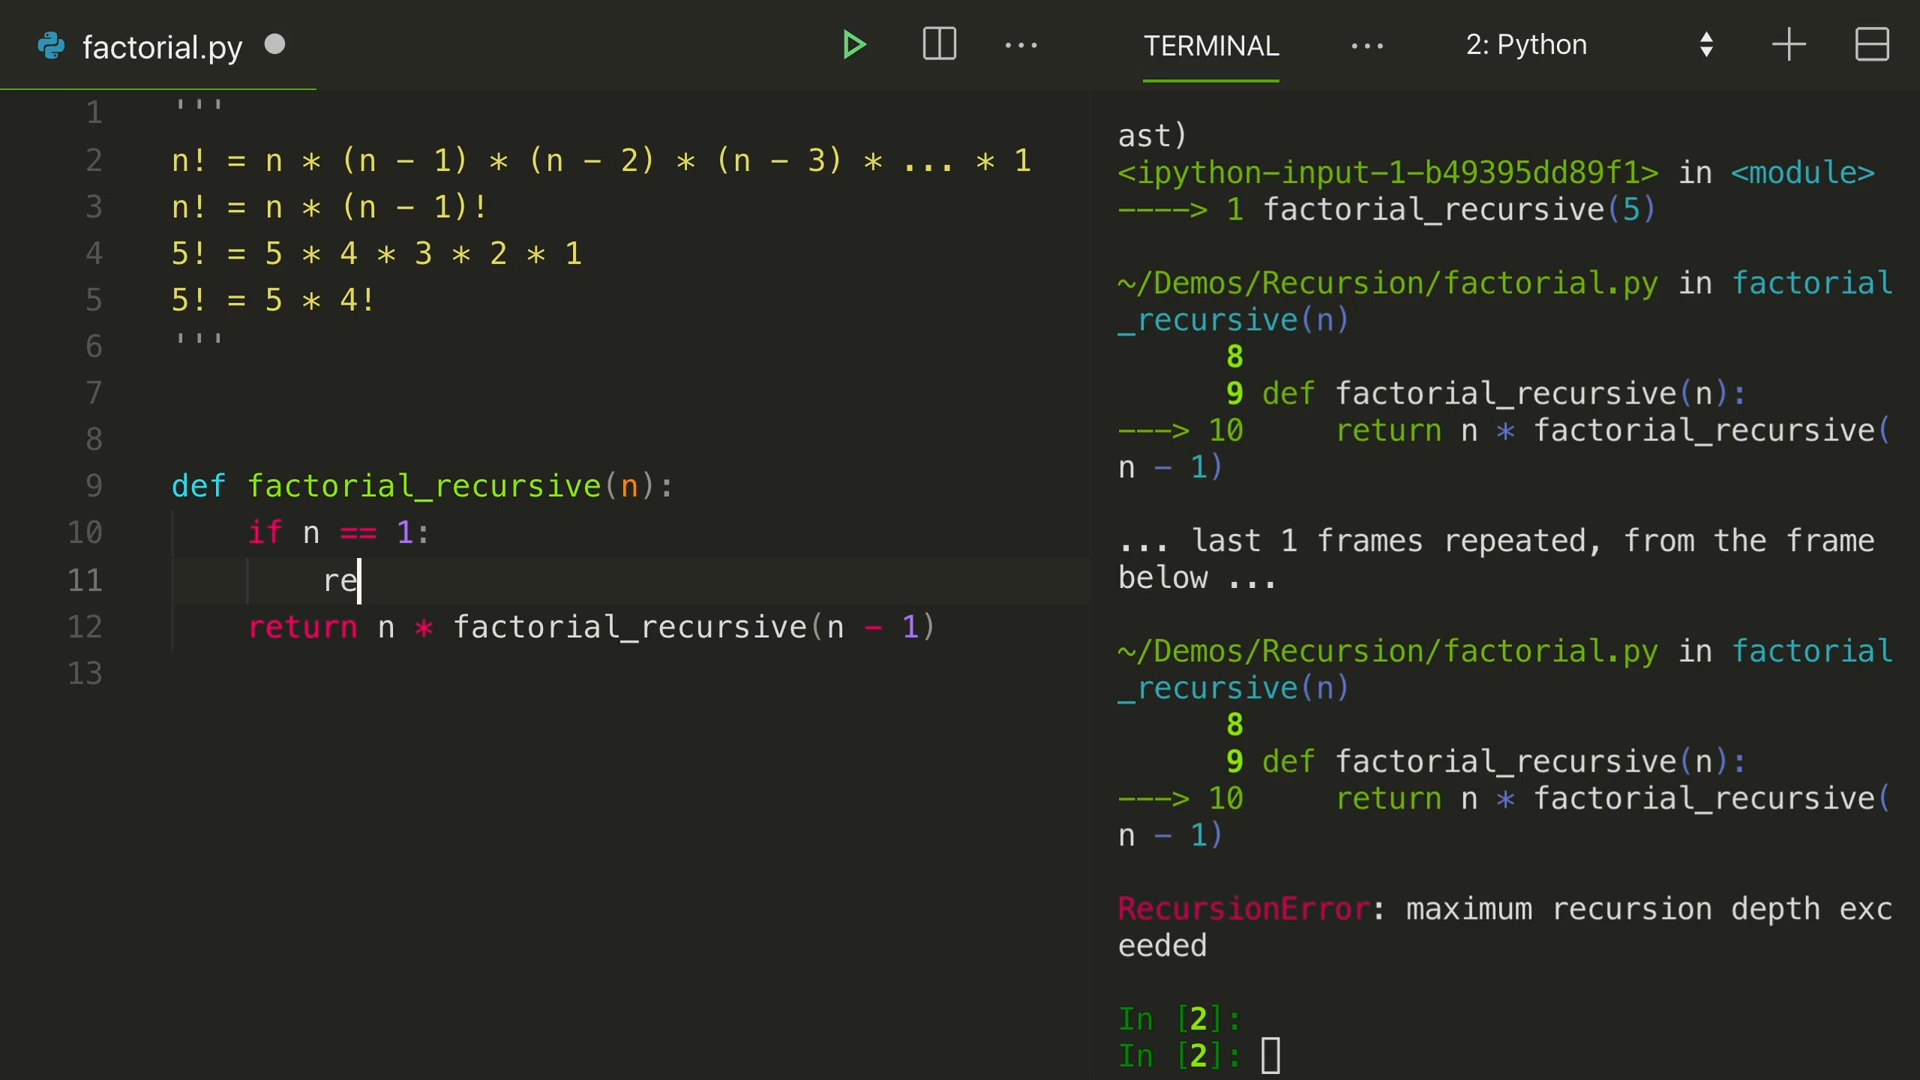 factorial.py
TERMINAL
2: Python
1 '''
2 n! = n * (n - 1) * (n - 2) * (n - 3) * ... * 1
3 n! = n * (n - 1)!
4 5! = 5 * 4 * 3 * 2 * 1
5 5! = 5 * 4!
6 '''
7
8
9 def factorial_recursive(n):
10     if n == 1:
11         re
12     return n * factorial_recursive(n - 1)
13
ast)
<ipython-input-1-b49395dd89f1> in <module>
----> 1 factorial_recursive(5)
~/Demos/Recursion/factorial.py in factorial
_recursive(n)
      8
      9 def factorial_recursive(n):
---> 10     return n * factorial_recursive(
n - 1)
... last 1 frames repeated, from the frame
below ...
~/Demos/Recursion/factorial.py in factorial
_recursive(n)
      8
      9 def factorial_recursive(n):
---> 10     return n * factorial_recursive(
n - 1)
RecursionError: maximum recursion depth exc
eeded
In [2]:
In [2]: